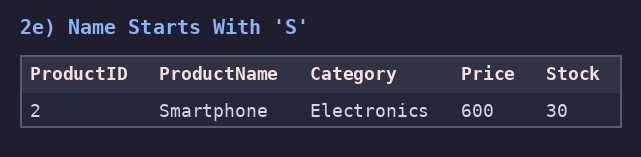 2e) Name Starts With 'S'
ProductID ProductName Category Price Stock
2 Smartphone Electronics 600 30